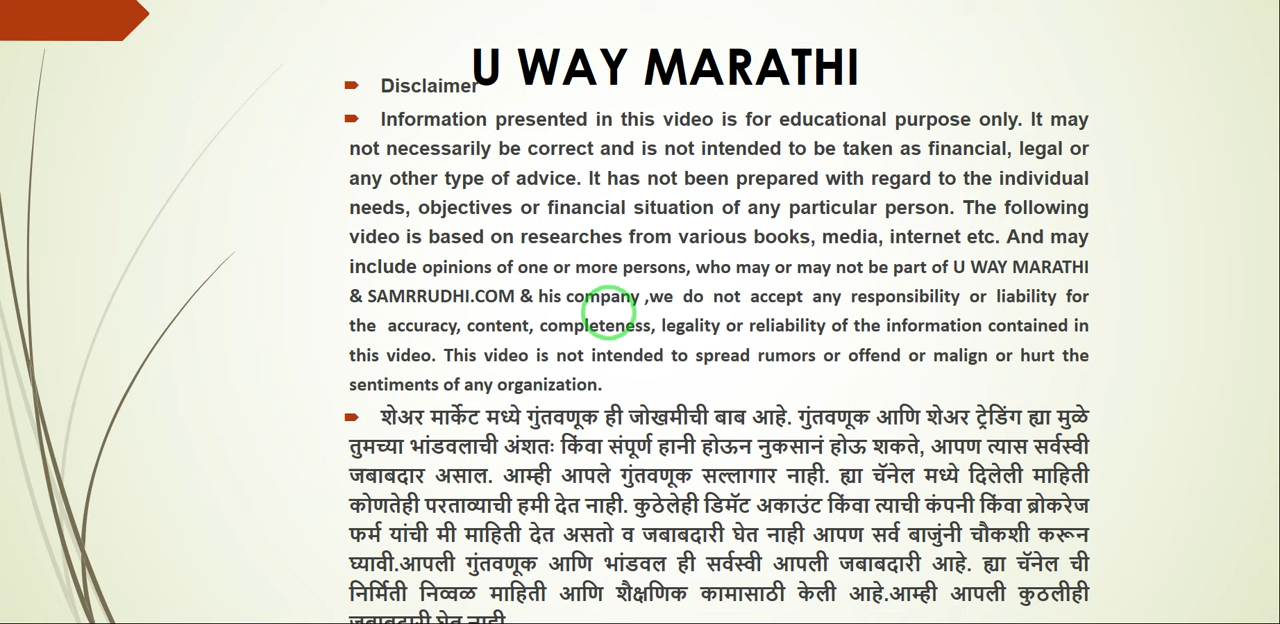 U WAY MARATHI
Disclaimer
Information presented in this video is for educational purpose only. It may
not necessarily be correct and is not intended to be taken as financial, legal or
any other type of advice. It has not been prepared with regard to the individual
needs, objectives or financial situation of any particular person. The following
video is based on researches from various books, media, internet etc. And may
include opinions of one or more persons, who may or may not be part of U WAY MARATHI
& SAMRRUDHI.COM & his company ,we do not accept any responsibility or liability for
the accuracy, content, completeness, legality or reliability of the information contained in
this video. This video is not intended to spread rumors or offend or malign or hurt the
sentiments of any organization.
शेअर मार्केट मध्ये गुंतवणूक ही जोखमीची बाब आहे. गुंतवणूक आणि शेअर ट्रेडिंग ह्या मुळे
तुमच्या भांडवलाची अंशतः किंवा संपूर्ण हानी होऊन नुकसानं होऊ शकते, आपण त्यास सर्वस्वी
जबाबदार असाल. आम्ही आपले गुंतवणूक सल्लागार नाही. ह्या चॅनेल मध्ये दिलेली माहिती
कोणतेही परताव्याची हमी देत नाही. कुठेलेही डिमॅट अकाउंट किंवा त्याची कंपनी किंवा ब्रोकरेज
फर्म यांची मी माहिती देत असतो व जबाबदारी घेत नाही आपण सर्व बाजुंनी चौकशी करून
घ्यावी.आपली गुंतवणूक आणि भांडवल ही सर्वस्वी आपली जबाबदारी आहे. ह्या चॅनेल ची
निर्मिती निव्वळ माहिती आणि शैक्षणिक कामासाठी केली आहे.आम्ही आपली कुठलीही
जबाबदारी घेत नाही